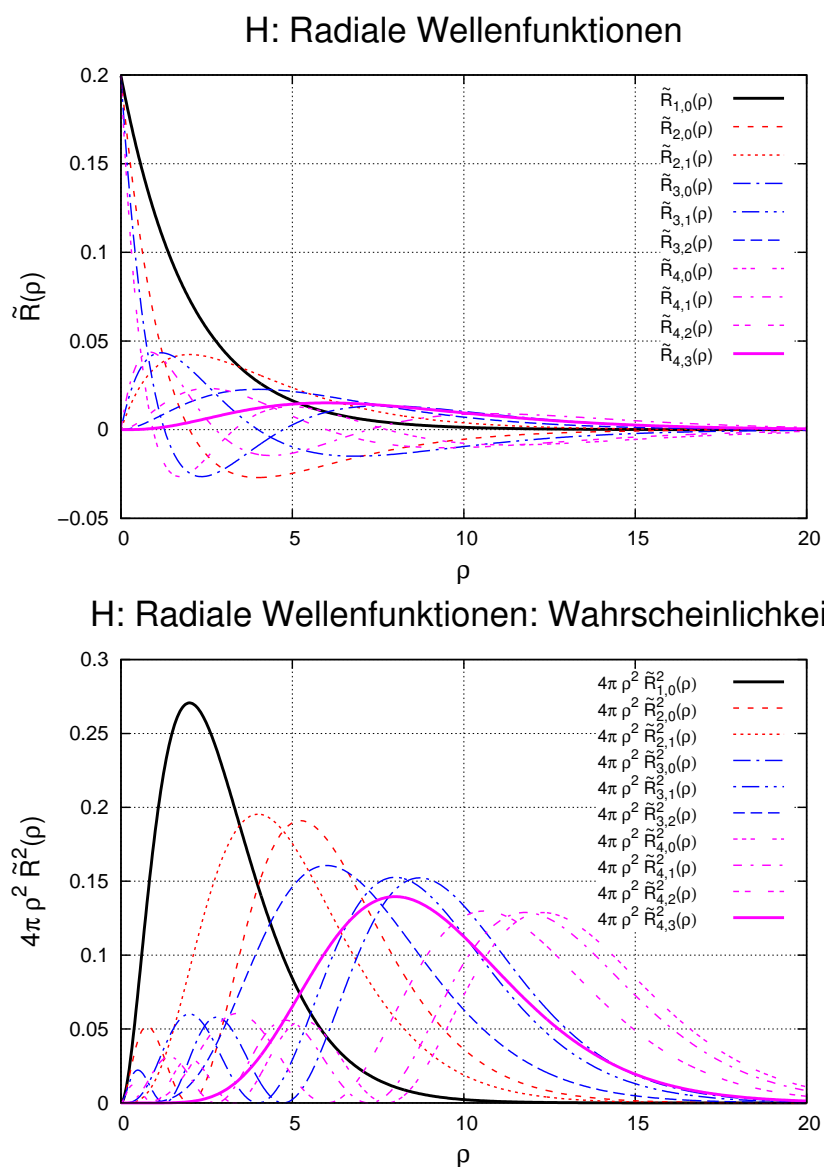 H: Radiale Wellenfunktionen
0.2
0.15
0.1
0.05
0
−0.05
R̃(ρ)
R̃1,0(ρ)
R̃2,0(ρ)
R̃2,1(ρ)
R̃3,0(ρ)
R̃3,1(ρ)
R̃3,2(ρ)
R̃4,0(ρ)
R̃4,1(ρ)
R̃4,2(ρ)
R̃4,3(ρ)
0 5 10 15 20
ρ
H: Radiale Wellenfunktionen: Wahrscheinlichkei
0.3
0.25
0.2
0.15
0.1
0.05
0
4π ρ² R̃²(ρ)
4π ρ² R̃²1,0(ρ)
4π ρ² R̃²2,0(ρ)
4π ρ² R̃²2,1(ρ)
4π ρ² R̃²3,0(ρ)
4π ρ² R̃²3,1(ρ)
4π ρ² R̃²3,2(ρ)
4π ρ² R̃²4,0(ρ)
4π ρ² R̃²4,1(ρ)
4π ρ² R̃²4,2(ρ)
4π ρ² R̃²4,3(ρ)
0 5 10 15 20
ρ